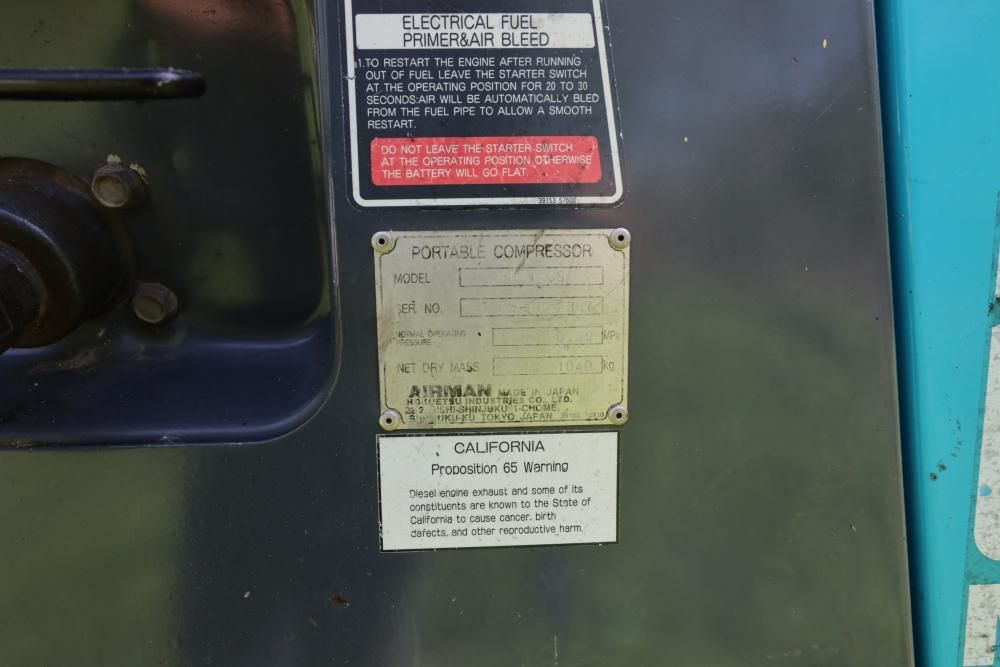 ELECTRICAL FUEL
PRIMER&AIR BLEED
1.TO RESTART THE ENGINE AFTER RUNNING
OUT OF FUEL LEAVE THE STARTER SWITCH
AT THE OPERATING POSITION FOR 20 TO 30
SECONDS:AIR WILL BE AUTOMATICALLY BLED
FROM THE FUEL PIPE TO ALLOW A SMOOTH
RESTART.
DO NOT LEAVE THE STARTER SWITCH
AT THE OPERATING POSITION OTHERWISE
THE BATTERY WILL GO FLAT.
39153 57600
PORTABLE COMPRESSOR
MODEL
SER. NO.
NORMAL OPERATING
PRESSURE MPa
NET DRY MASS 1040 kg
AIRMAN MADE IN JAPAN
INDUSTRIES CO., LTD.
TOKYO JAPAN
CALIFORNIA
Proposition 65 Warning
Diesel engine exhaust and some of its
constituents are known to the State of
California to cause cancer, birth
defects, and other reproductive harm.